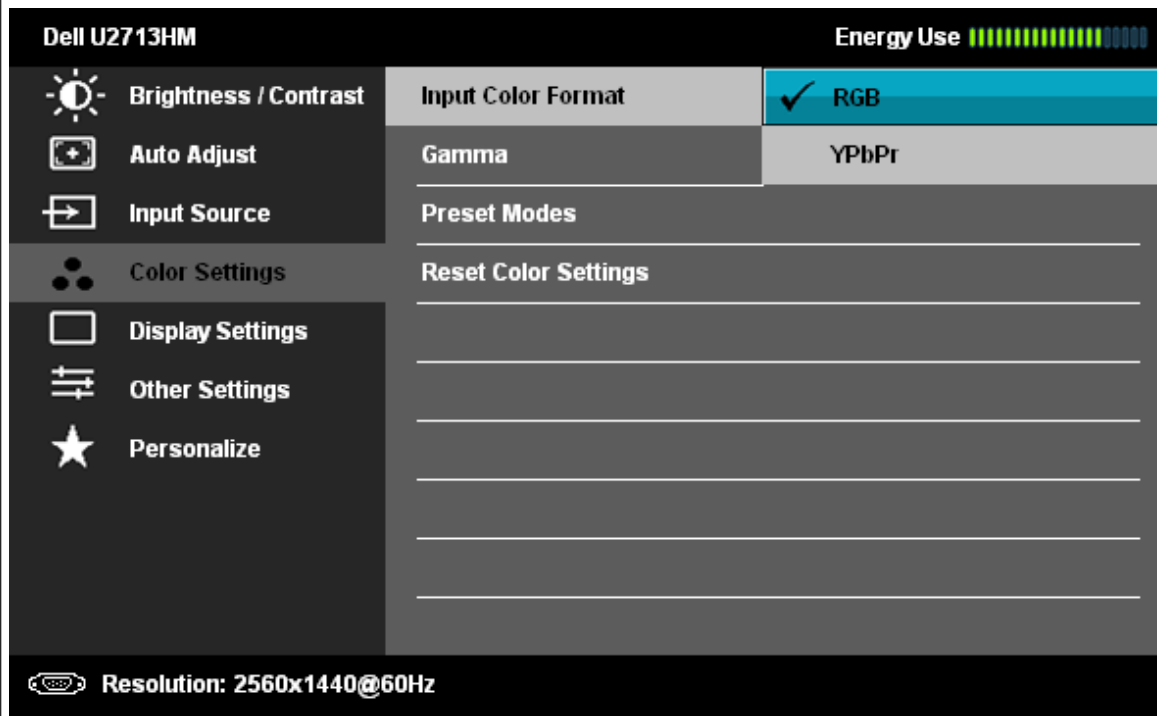 Dell U2713HM
Energy Use
Brightness / Contrast
Input Color Format
RGB
Auto Adjust
Gamma
YPbPr
Input Source
Preset Modes
Color Settings
Reset Color Settings
Display Settings
Other Settings
Personalize
Resolution: 2560x1440@60Hz